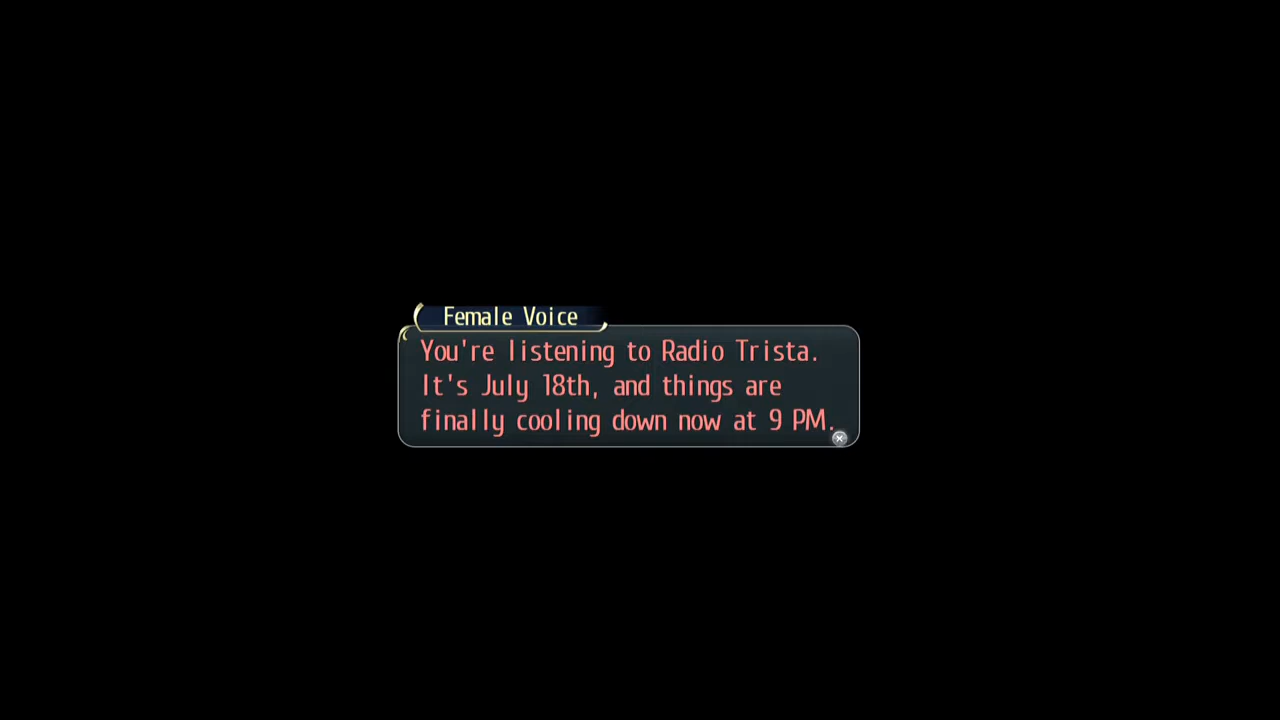 Female Voice
You're listening to Radio Trista.
It's July 18th, and things are
finally cooling down now at 9 PM.